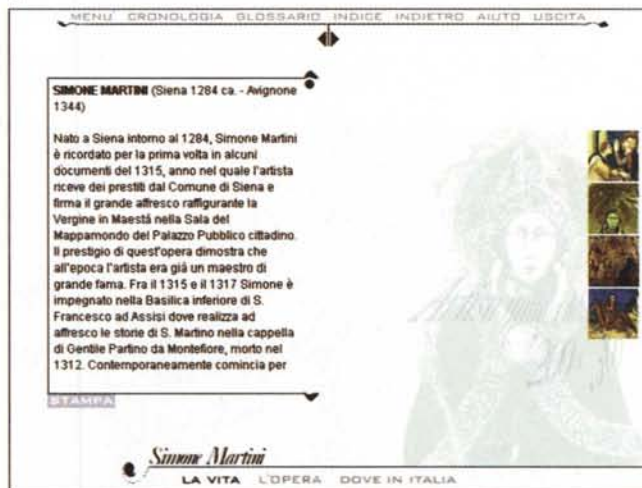 MENU CRONOLOGIA GLOSSARIO INDICE INDIETRO AIUTO USCITA
SIMONE MARTINI (Siena 1284 ca. - Avignone
1344)
Nato a Siena intorno al 1284, Simone Martini
è ricordato per la prima volta in alcuni
documenti del 1315, anno nel quale l'artista
riceve dei prestiti dal Comune di Siena e
firma il grande affresco raffigurante la
Vergine in Maestá nella Sala del
Mappamondo del Palazzo Pubblico cittadino.
Il prestigio di quest'opera dimostra che
all'epoca l'artista era giá un maestro di
grande fama. Fra il 1315 e il 1317 Simone è
impegnato nella Basilica inferiore di S.
Francesco ad Assisi dove realizza ad
affresco le storie di S. Martino nella cappella
di Gentile Partino da Montefiore, morto nel
1312. Contemporaneamente comincia per
STAMPA
Simone Martini
LA VITA L'OPERA DOVE IN ITALIA